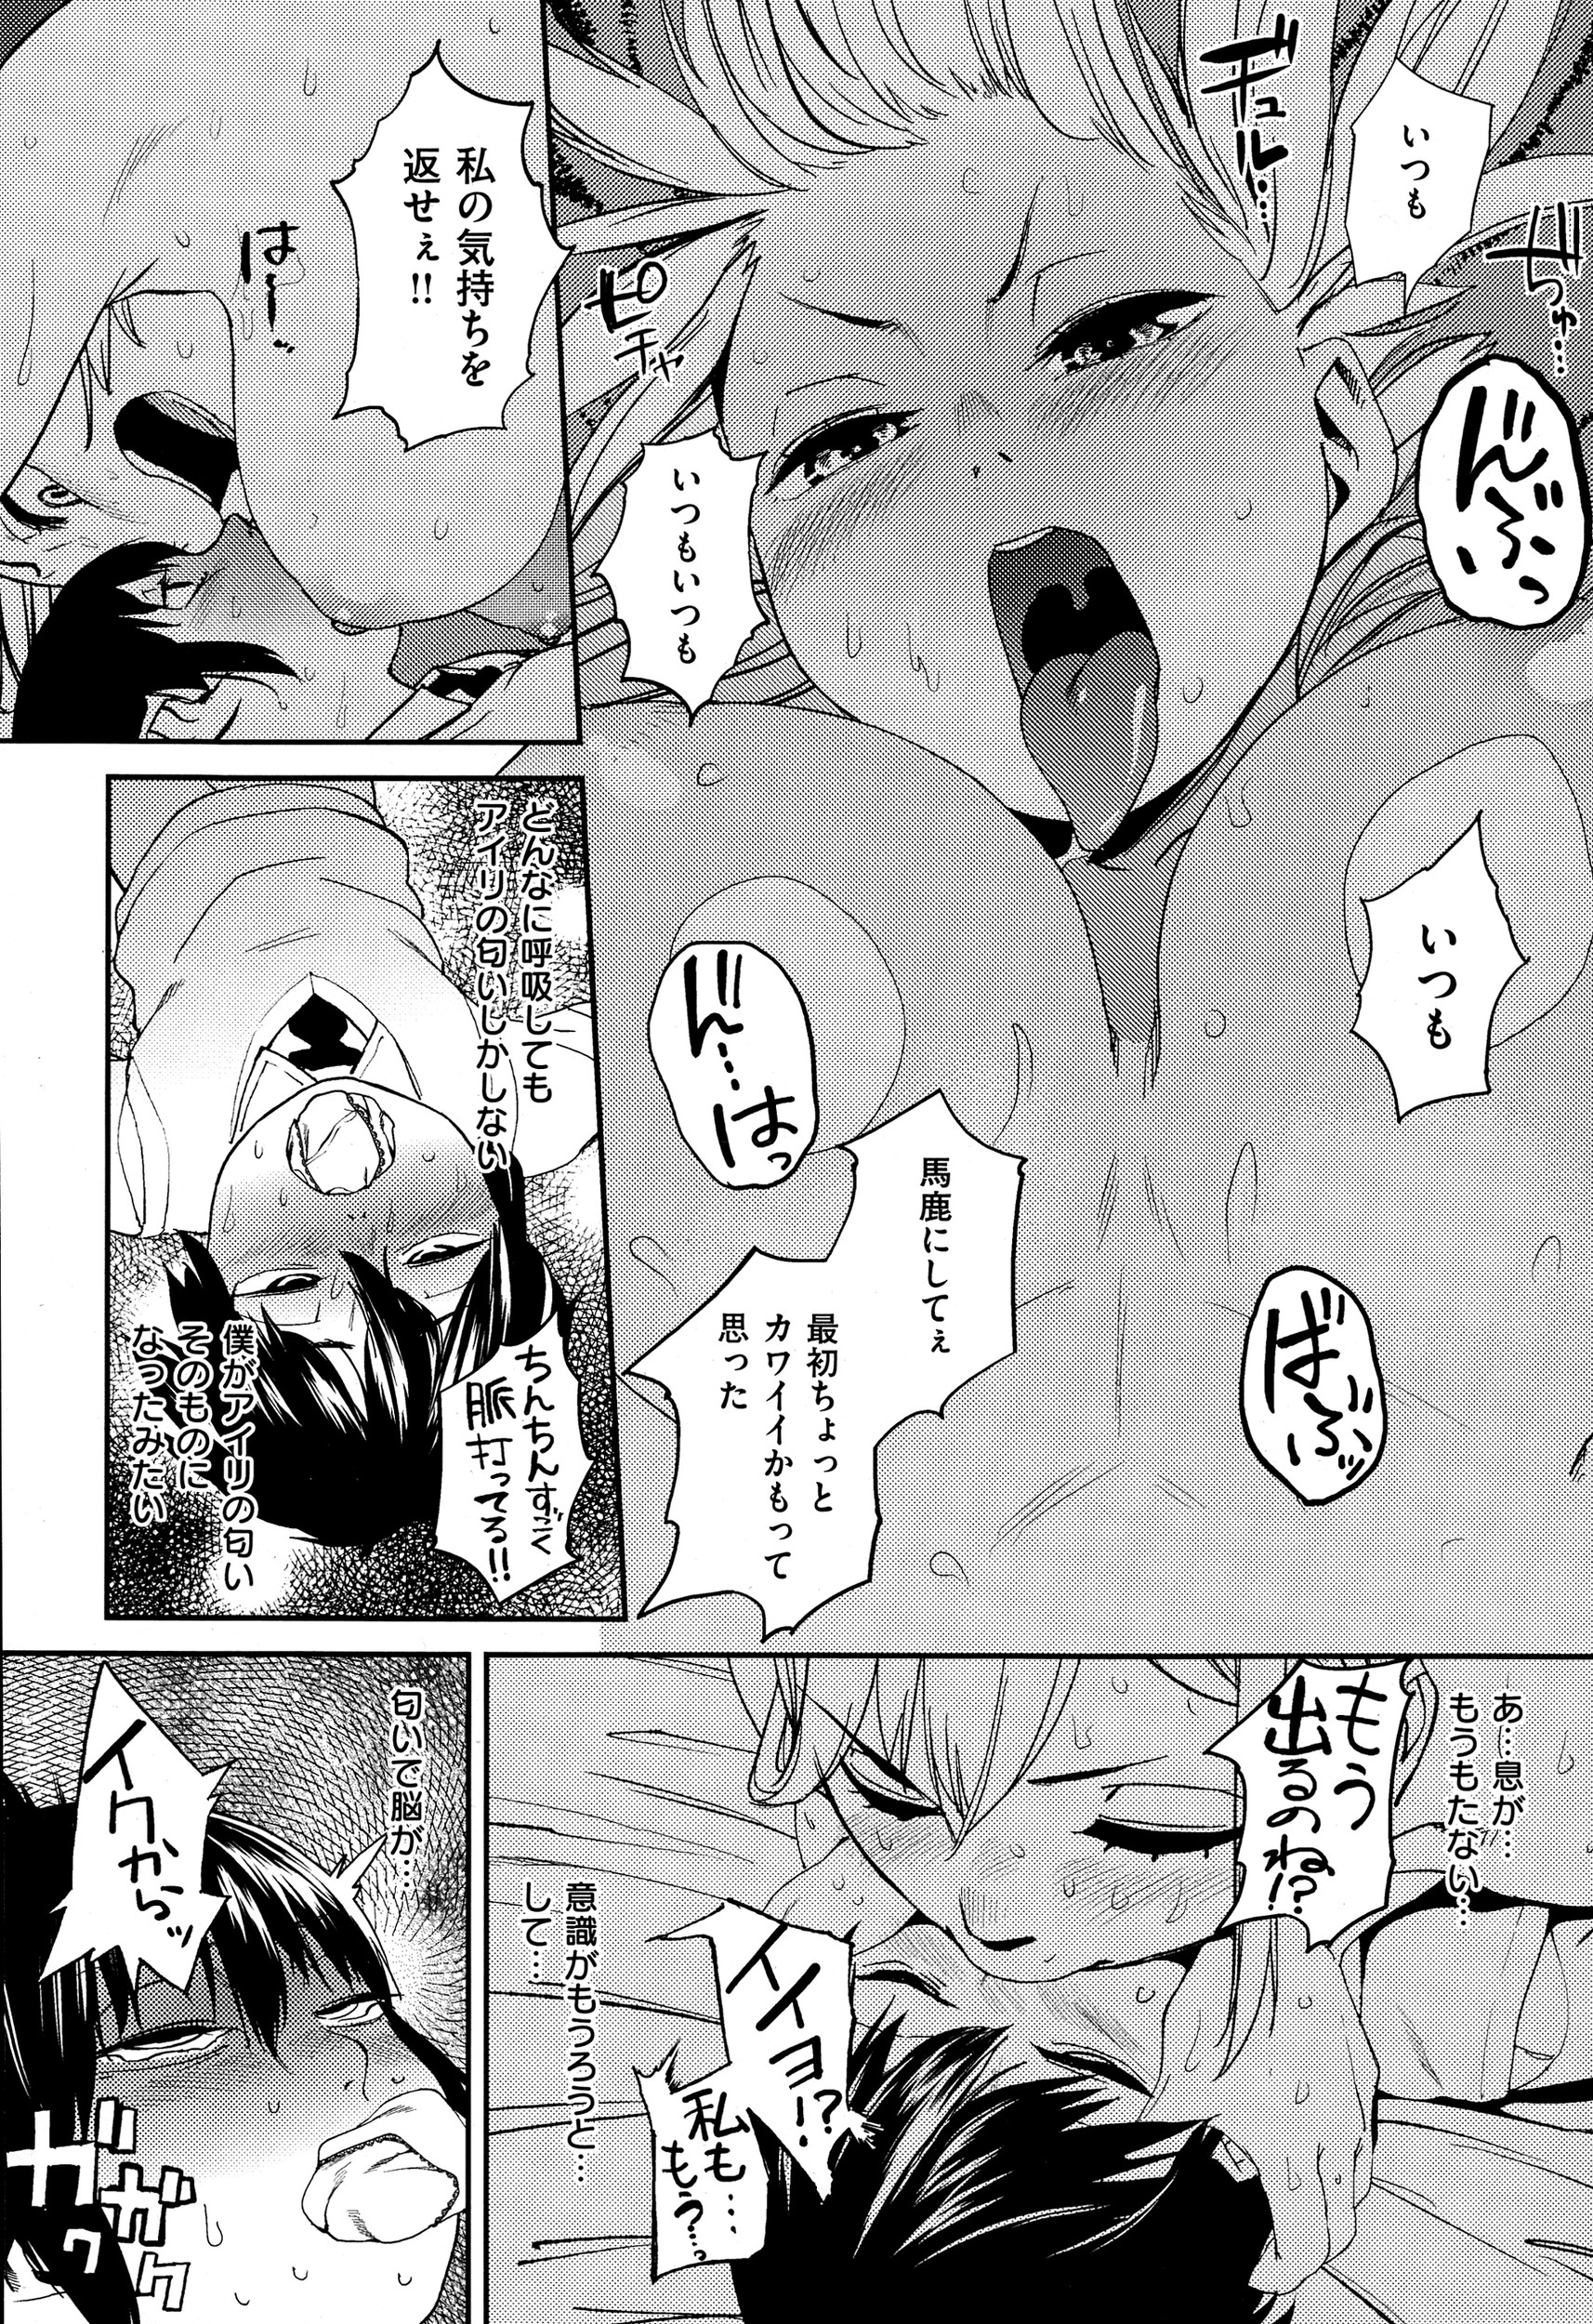 いつも
ギュル…
ぢゅ…
じんぶっ
ピチャ
いつもいつも
いつも
じん…はっ
馬鹿にしてぇ
最初ちょっと
カワイイかもって
思った
ばぶッ
私の気持ちを
返せぇ!!
はー…
どんなに呼吸しても
アイリの匂いしかしない
ちんちんすごく
脈打ってる!!
僕がアイリの匂い
そのものに
なったみたい
あ…息が…
もうもたない…
もう
出るのね!?
イイヨ!?
私も…
もう…っ
意識がもうろうと…
して…
匂いで脳が…
イクからッ
ガク
ガク